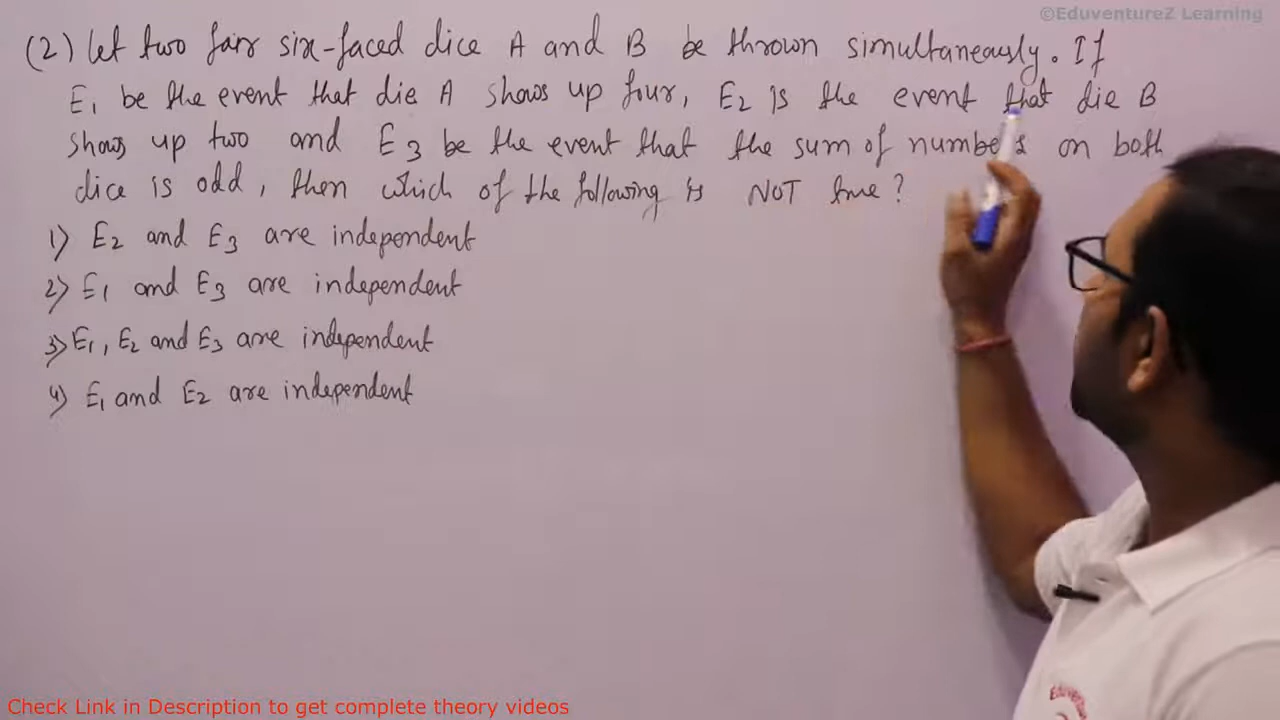 ©EduventureZ Learning
(2) Let two fair six-faced dice A and B be thrown simultaneously. If
E1 be the event that die A shows up four, E2 is the event that die B
shows up two and E3 be the event that the sum of numbers on both
dice is odd, then which of the following is NOT true?
1) E2 and E3 are independent
2) E1 and E3 are independent
3) E1, E2 and E3 are independent
4) E1 and E2 are independent
Check Link in Description to get complete theory videos